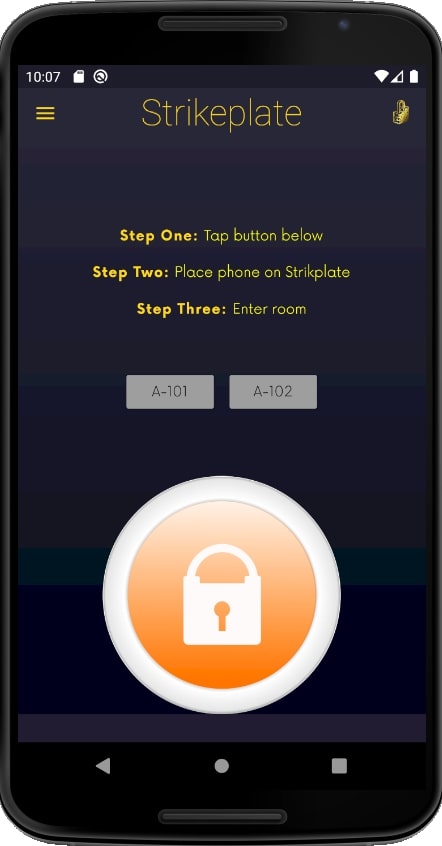 10:07
Strikeplate
Step One: Tap button below
Step Two: Place phone on Strikplate
Step Three: Enter room
A-101 A-102